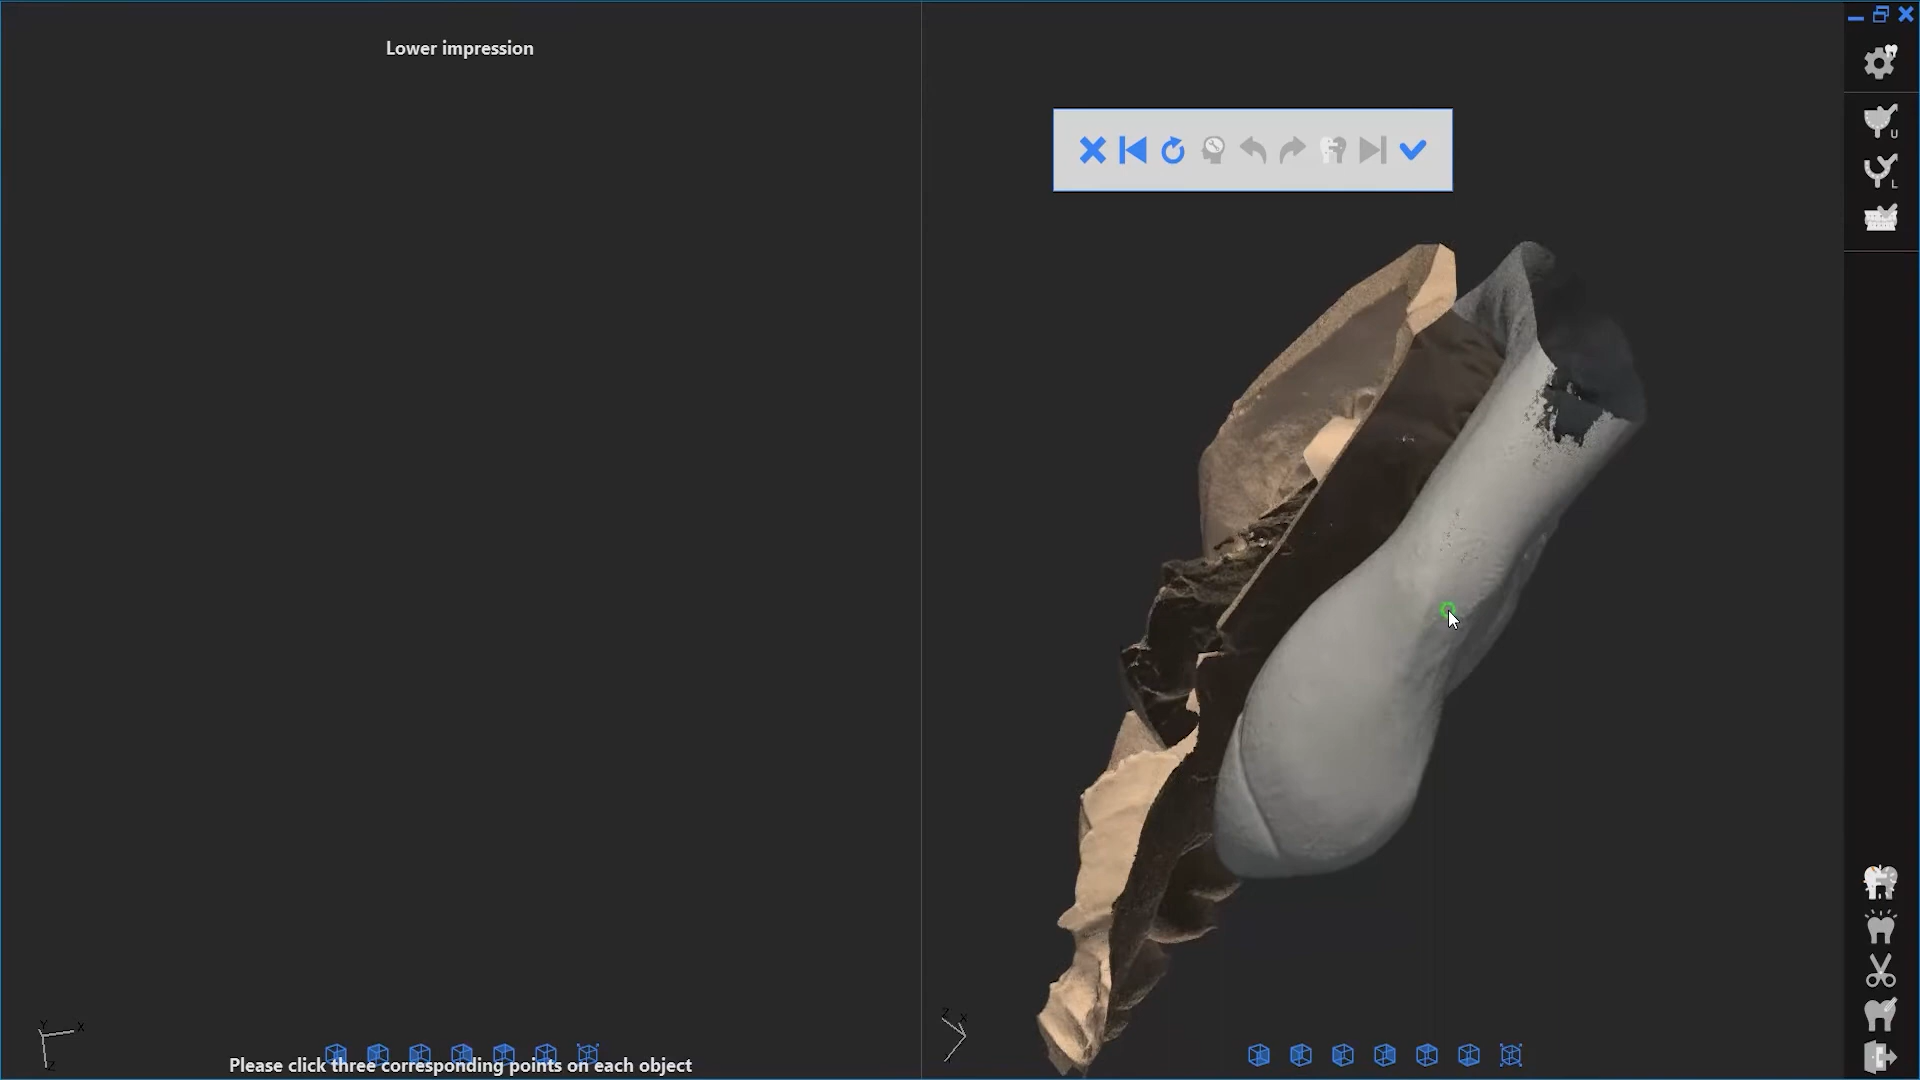 Lower impression
U
L
Y
X
Z
Z
X
Please click three corresponding points on each object